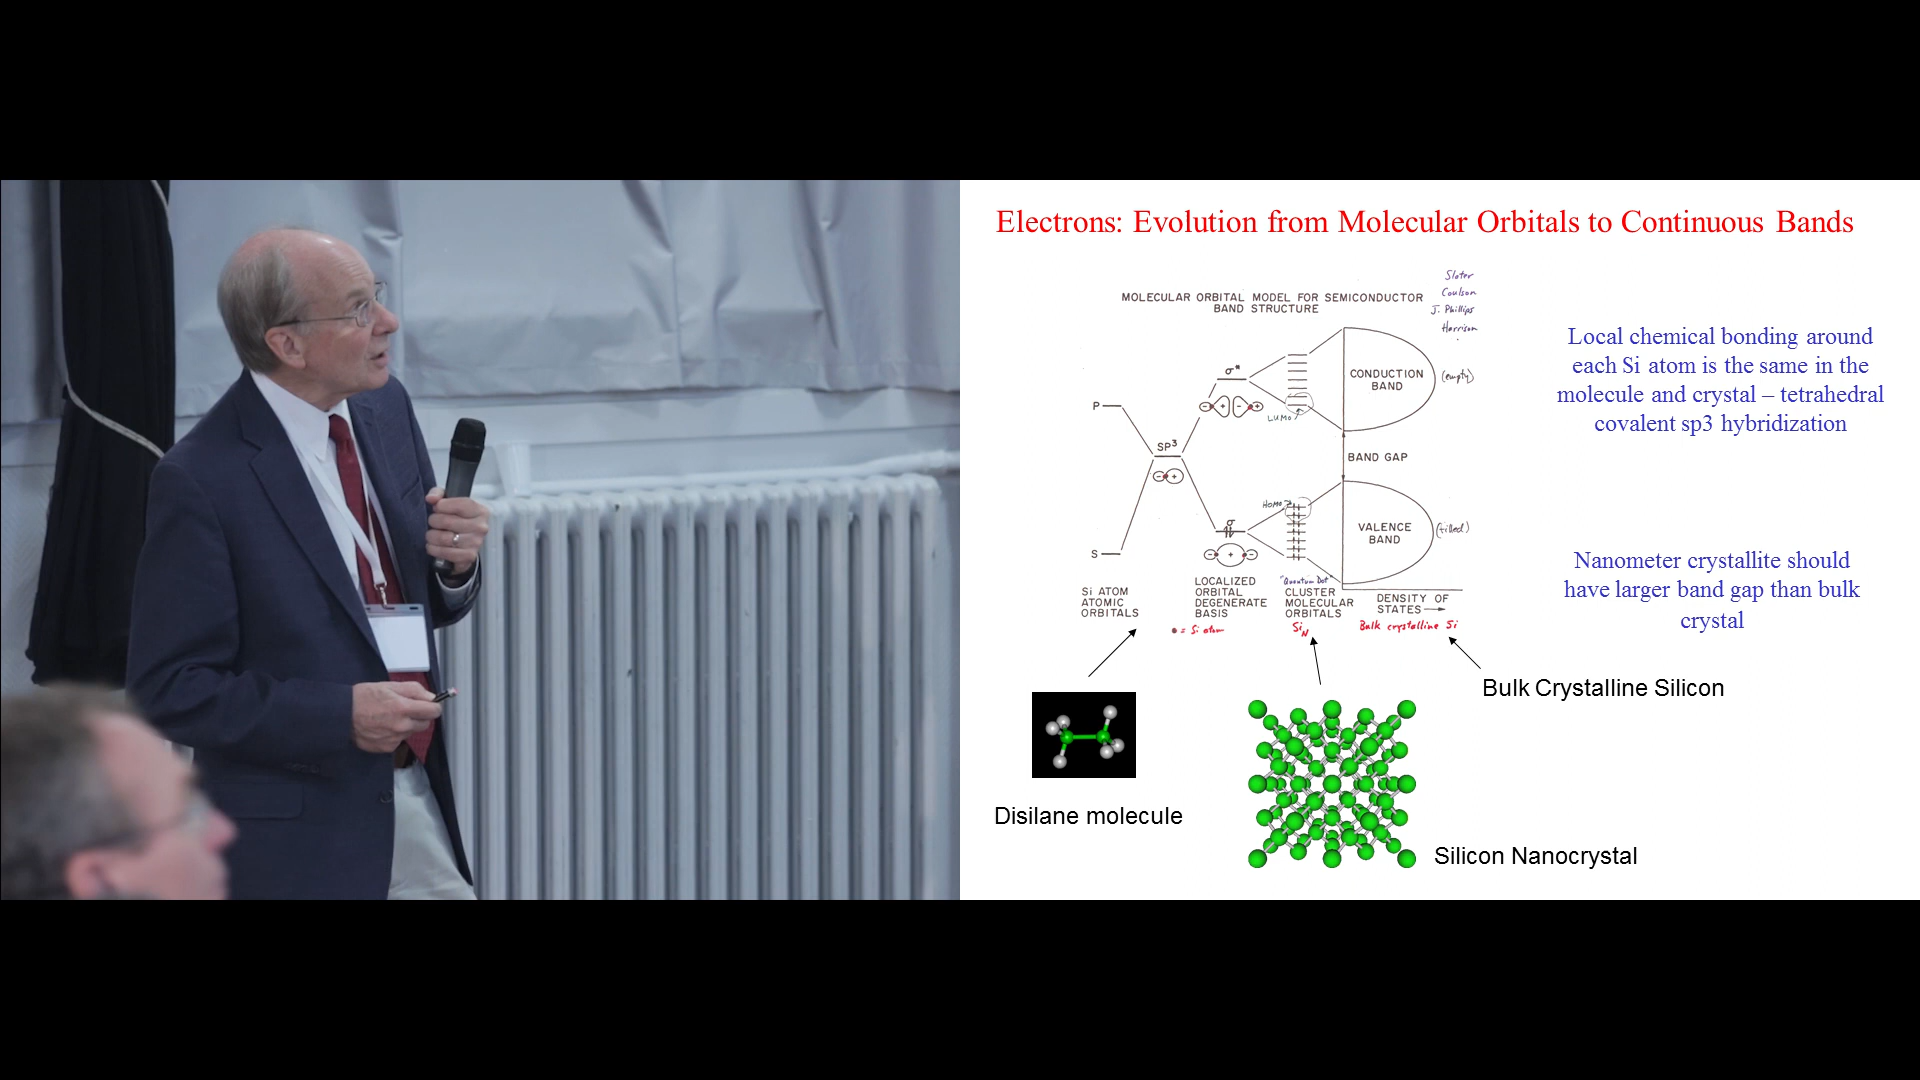 Electrons: Evolution from Molecular Orbitals to Continuous Bands
MOLECULAR ORBITAL MODEL FOR SEMICONDUCTOR
BAND STRUCTURE
Slater
Coulson
J. Phillips
Harrison
Local chemical bonding around
each Si atom is the same in the
molecule and crystal – tetrahedral
covalent sp3 hybridization
σ*
CONDUCTION
BAND
(empty)
P
LUMO
SP³
BAND GAP
HOMO
σ
VALENCE
BAND
(filled)
S
Nanometer crystallite should
have larger band gap than bulk
crystal
Si ATOM
ATOMIC
ORBITALS
LOCALIZED
ORBITAL
DEGENERATE
BASIS
= Si atom
"Quantum Dot"
CLUSTER
MOLECULAR
ORBITALS
Si N
DENSITY OF
STATES
Bulk crystalline Si
Bulk Crystalline Silicon
Disilane molecule
Silicon Nanocrystal